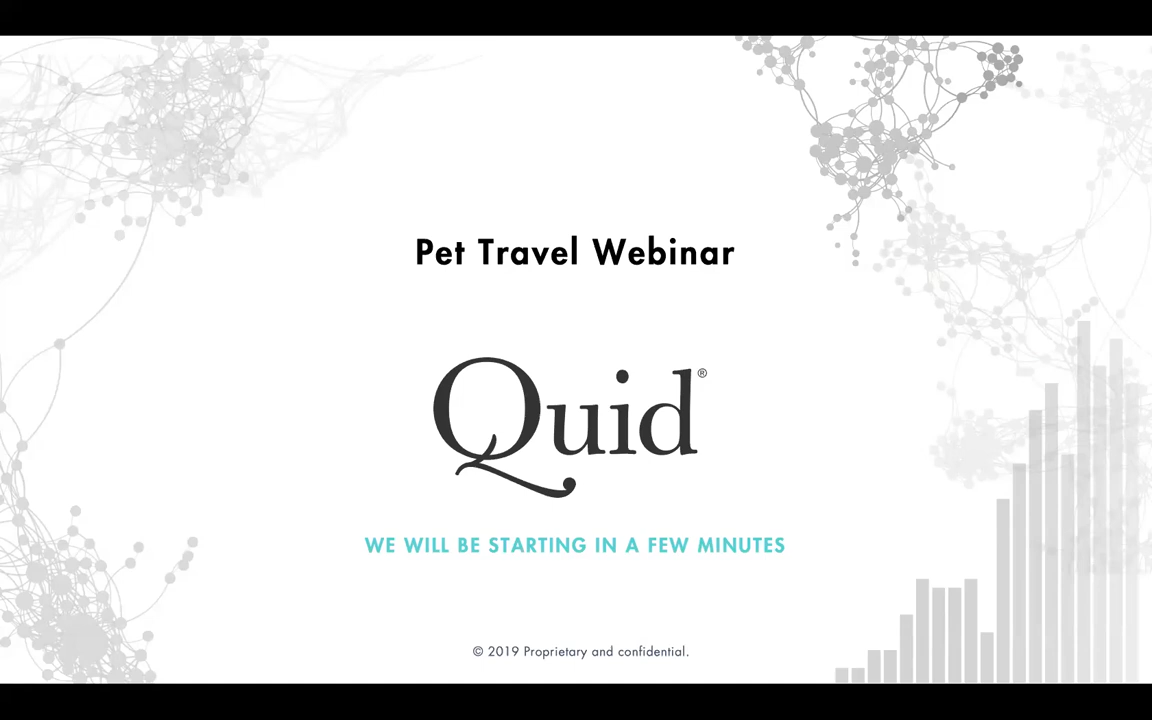 Pet Travel Webinar
Quid®
WE WILL BE STARTING IN A FEW MINUTES
© 2019 Proprietary and confidential.